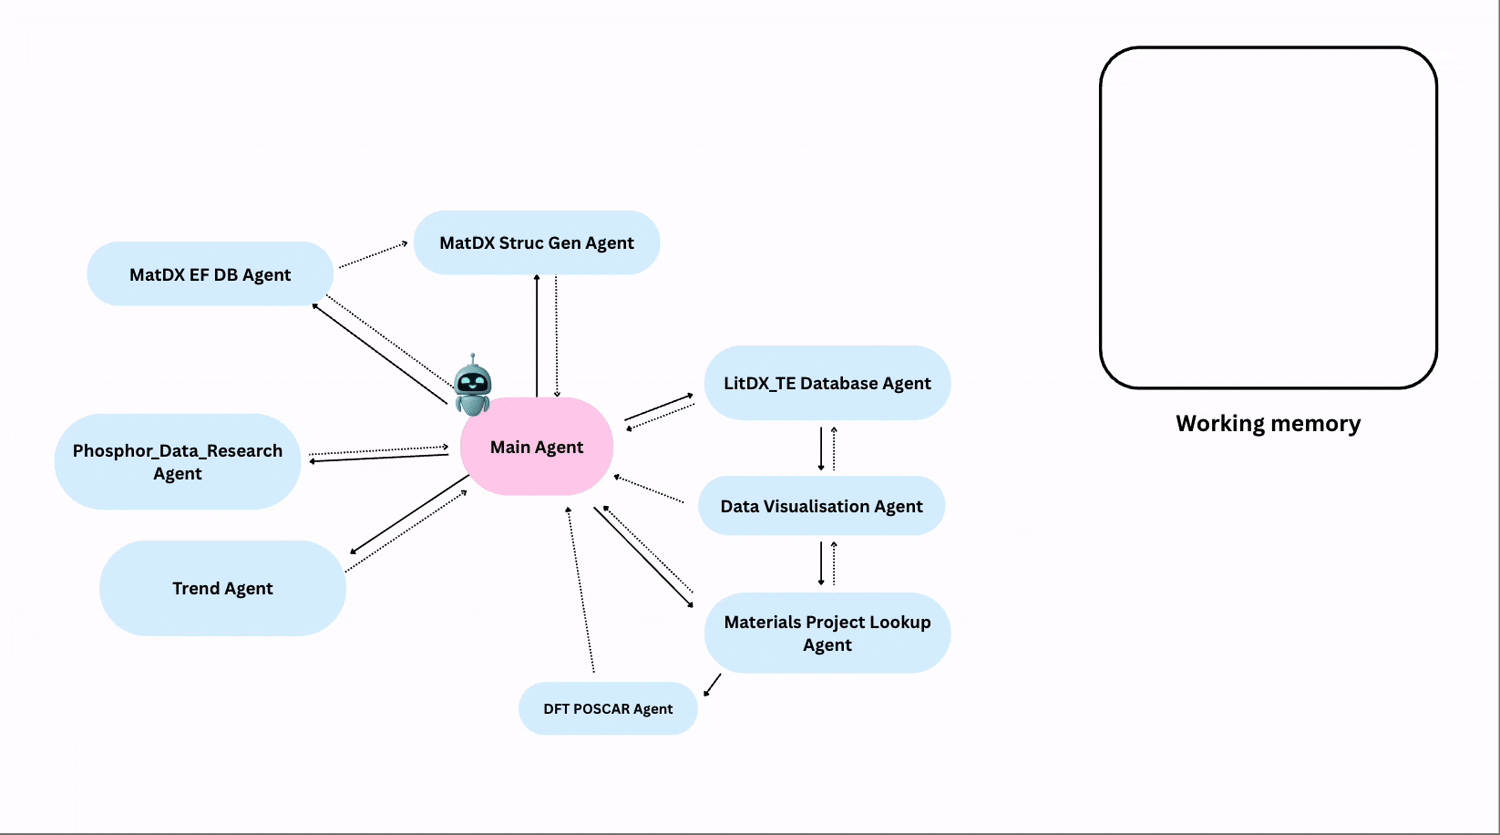 MatDX Struc Gen Agent
MatDX EF DB Agent
LitDX_TE Database Agent
Main Agent
Phosphor_Data_Research
Agent
Data Visualisation Agent
Trend Agent
Materials Project Lookup
Agent
DFT POSCAR Agent
Working memory